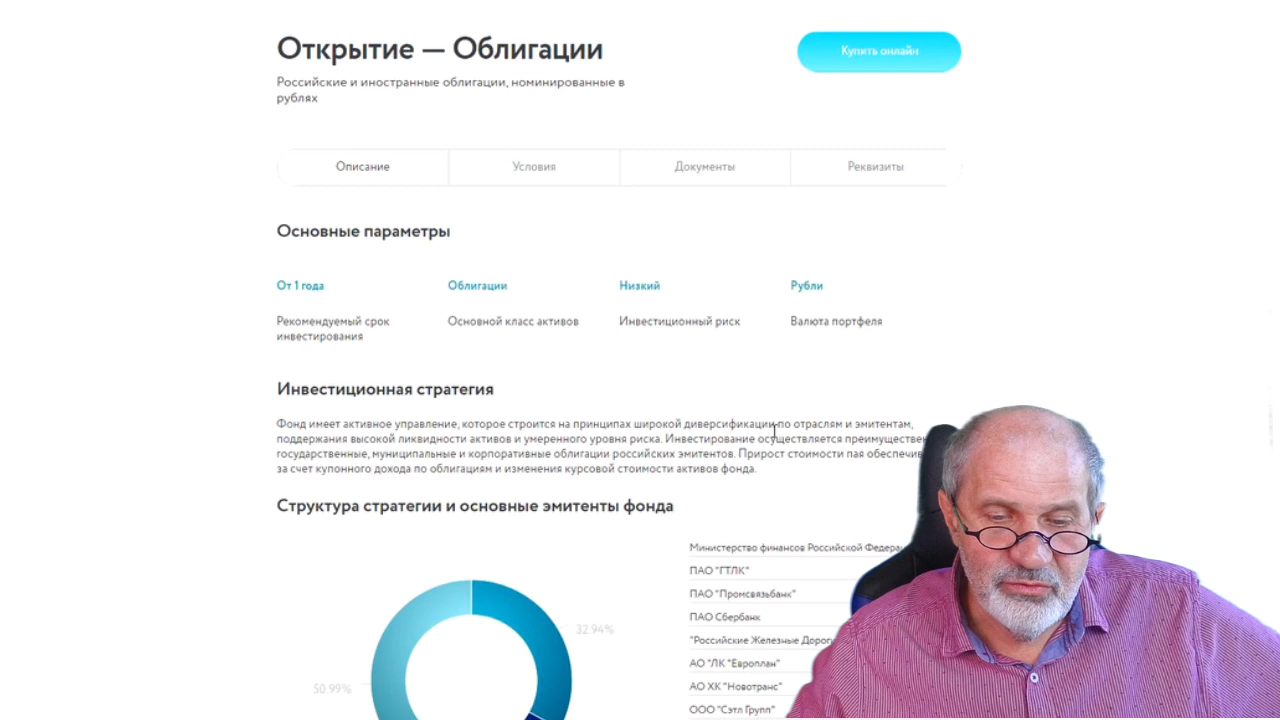 Открытие — Облигации
Купить онлайн
Российские и иностранные облигации, номинированные в
рублях
Описание
Условия
Документы
Реквизиты
Основные параметры
От 1 года
Облигации
Низкий
Рубли
Рекомендуемый срок
инвестирования
Основной класс активов
Инвестиционный риск
Валюта портфеля
Инвестиционная стратегия
Фонд имеет активное управление, которое строится на принципах широкой диверсификации по отраслям и эмитентам,
поддержания высокой ликвидности активов и умеренного уровня риска. Инвестирование осуществляется
государственные, муниципальные и корпоративные облигации российских эмитентов. Прирост стоимости пая
за счет купонного дохода по облигациям и изменения курсовой стоимости активов фонда.
Структура стратегии и основные эмитенты фонда
32.94%
50.99%
Министерство финансов Российской
ПАО "ГТЛК"
ПАО "Промсвязьбанк"
ПАО Сбербанк
"Российские Железные
АО "ЛК "Европлан"
АО ХК "Новотранс"
ООО "Сэтл Групп"